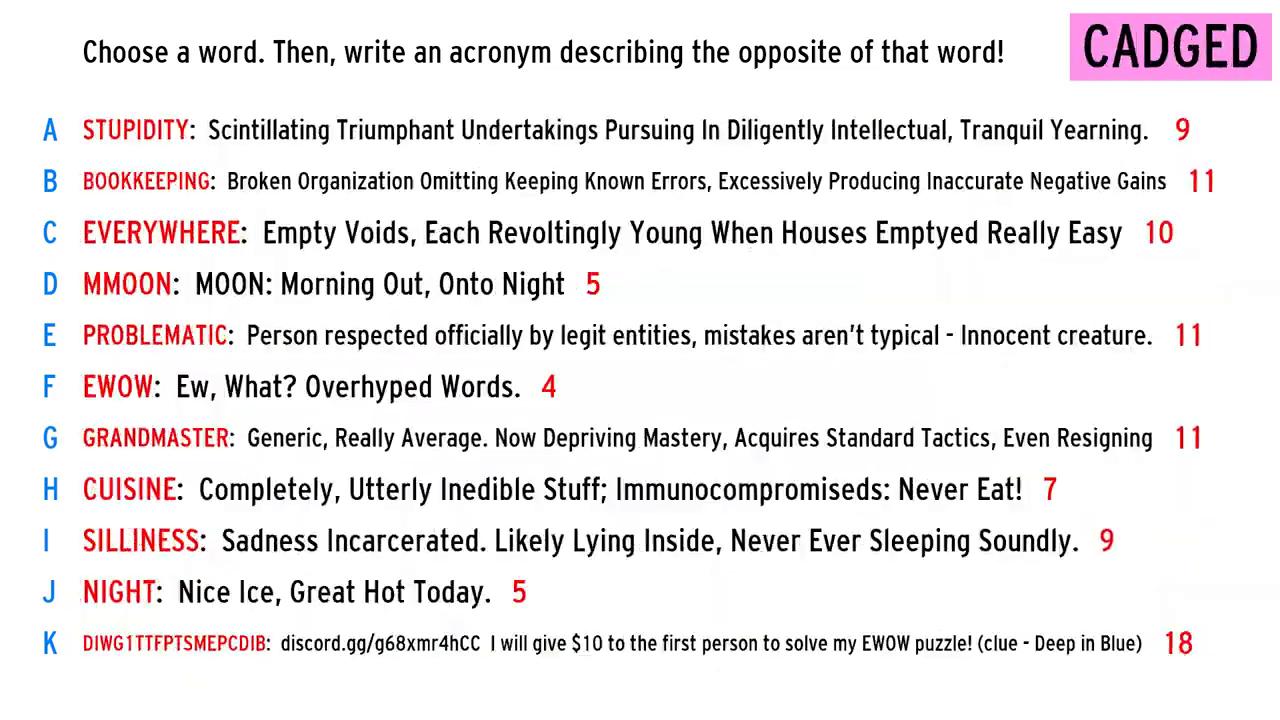 Choose a word. Then, write an acronym describing the opposite of that word!
CADGED
A STUPIDITY: Scintillating Triumphant Undertakings Pursuing In Diligently Intellectual, Tranquil Yearning. 9
B BOOKKEEPING: Broken Organization Omitting Keeping Known Errors, Excessively Producing Inaccurate Negative Gains 11
C EVERYWHERE: Empty Voids, Each Revoltingly Young When Houses Emptyed Really Easy 10
D MMOON: MOON: Morning Out, Onto Night 5
E PROBLEMATIC: Person respected officially by legit entities, mistakes aren't typical - Innocent creature. 11
F EWOW: Ew, What? Overhyped Words. 4
G GRANDMASTER: Generic, Really Average. Now Depriving Mastery, Acquires Standard Tactics, Even Resigning 11
H CUISINE: Completely, Utterly Inedible Stuff; Immunocompromiseds: Never Eat! 7
I SILLINESS: Sadness Incarcerated. Likely Lying Inside, Never Ever Sleeping Soundly. 9
J NIGHT: Nice Ice, Great Hot Today. 5
K DIWG1TTFPTSMEPCDIB: discord.gg/g68xmr4hCC I will give $10 to the first person to solve my EWOW puzzle! (clue - Deep in Blue) 18